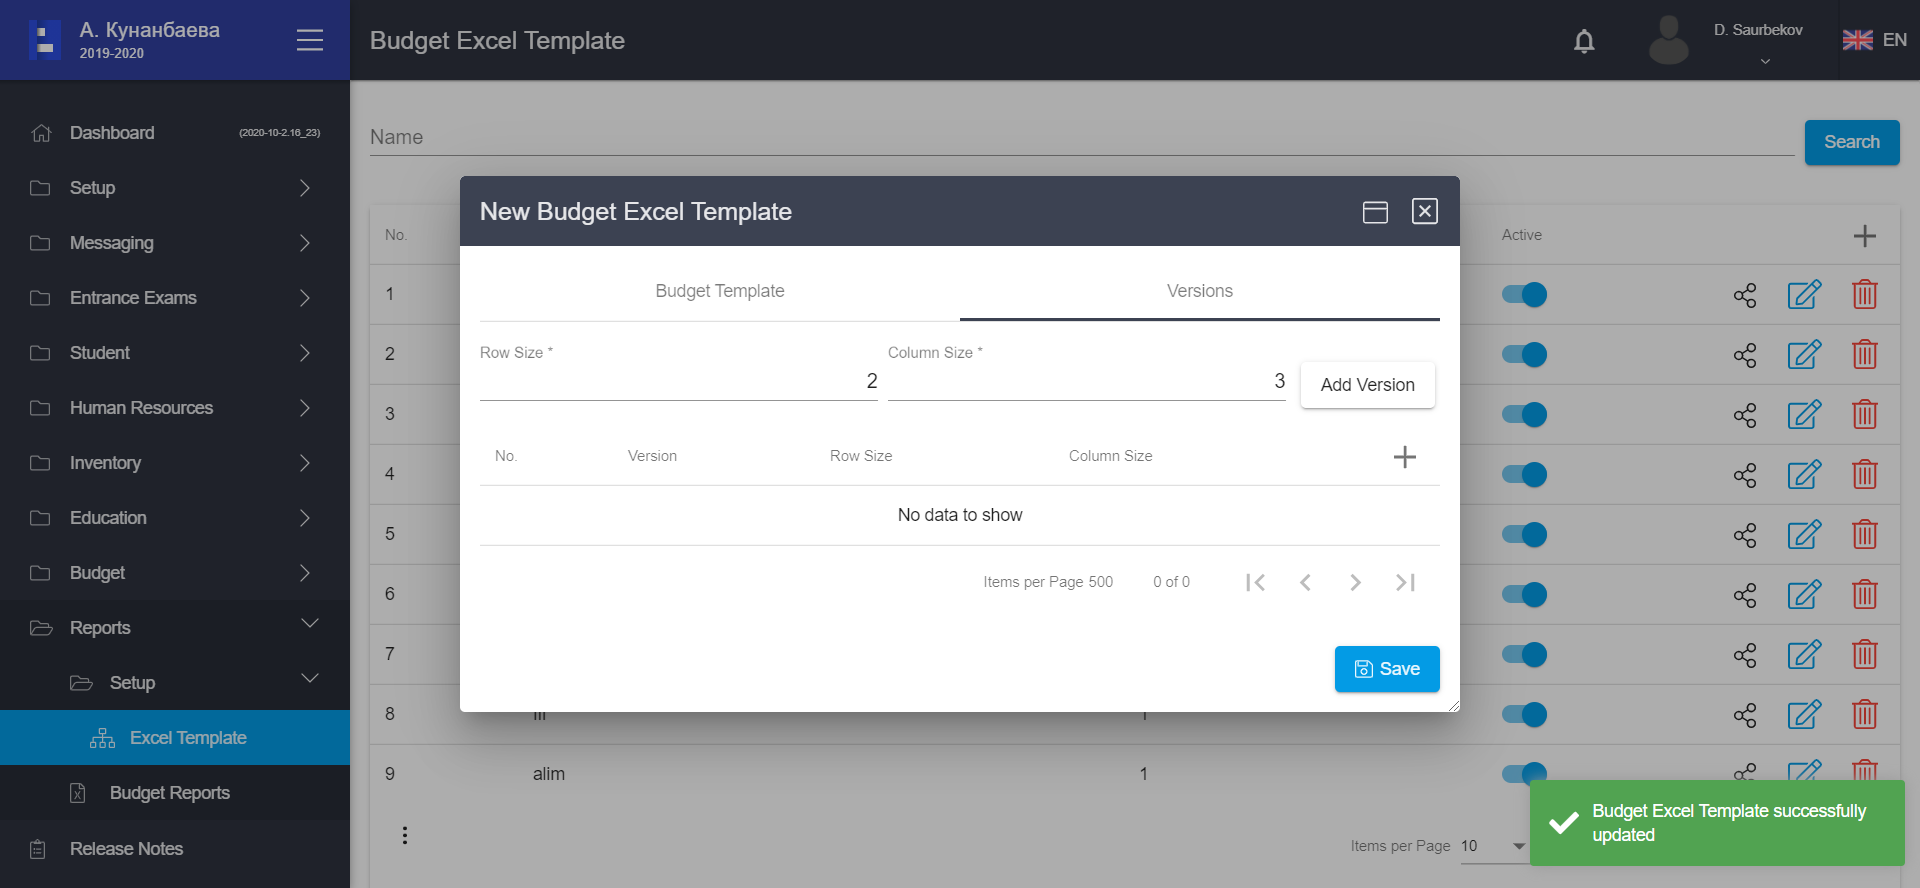 А. Кунанбаева
2019-2020
Budget Excel Template
D. Saurbekov
EN
Dashboard
(2020-10-2.16_23)
Setup
Messaging
Entrance Exams
Student
Human Resources
Inventory
Education
Budget
Reports
Setup
Excel Template
Budget Reports
Release Notes
Name
Search
No.
Active
1
2
3
4
5
6
7
8
1
9
alim
1
Items per Page 10
New Budget Excel Template
Budget Template
Versions
Row Size *
2
Column Size *
3
Add Version
No.
Version
Row Size
Column Size
No data to show
Items per Page 500
0 of 0
Save
Budget Excel Template successfully
updated